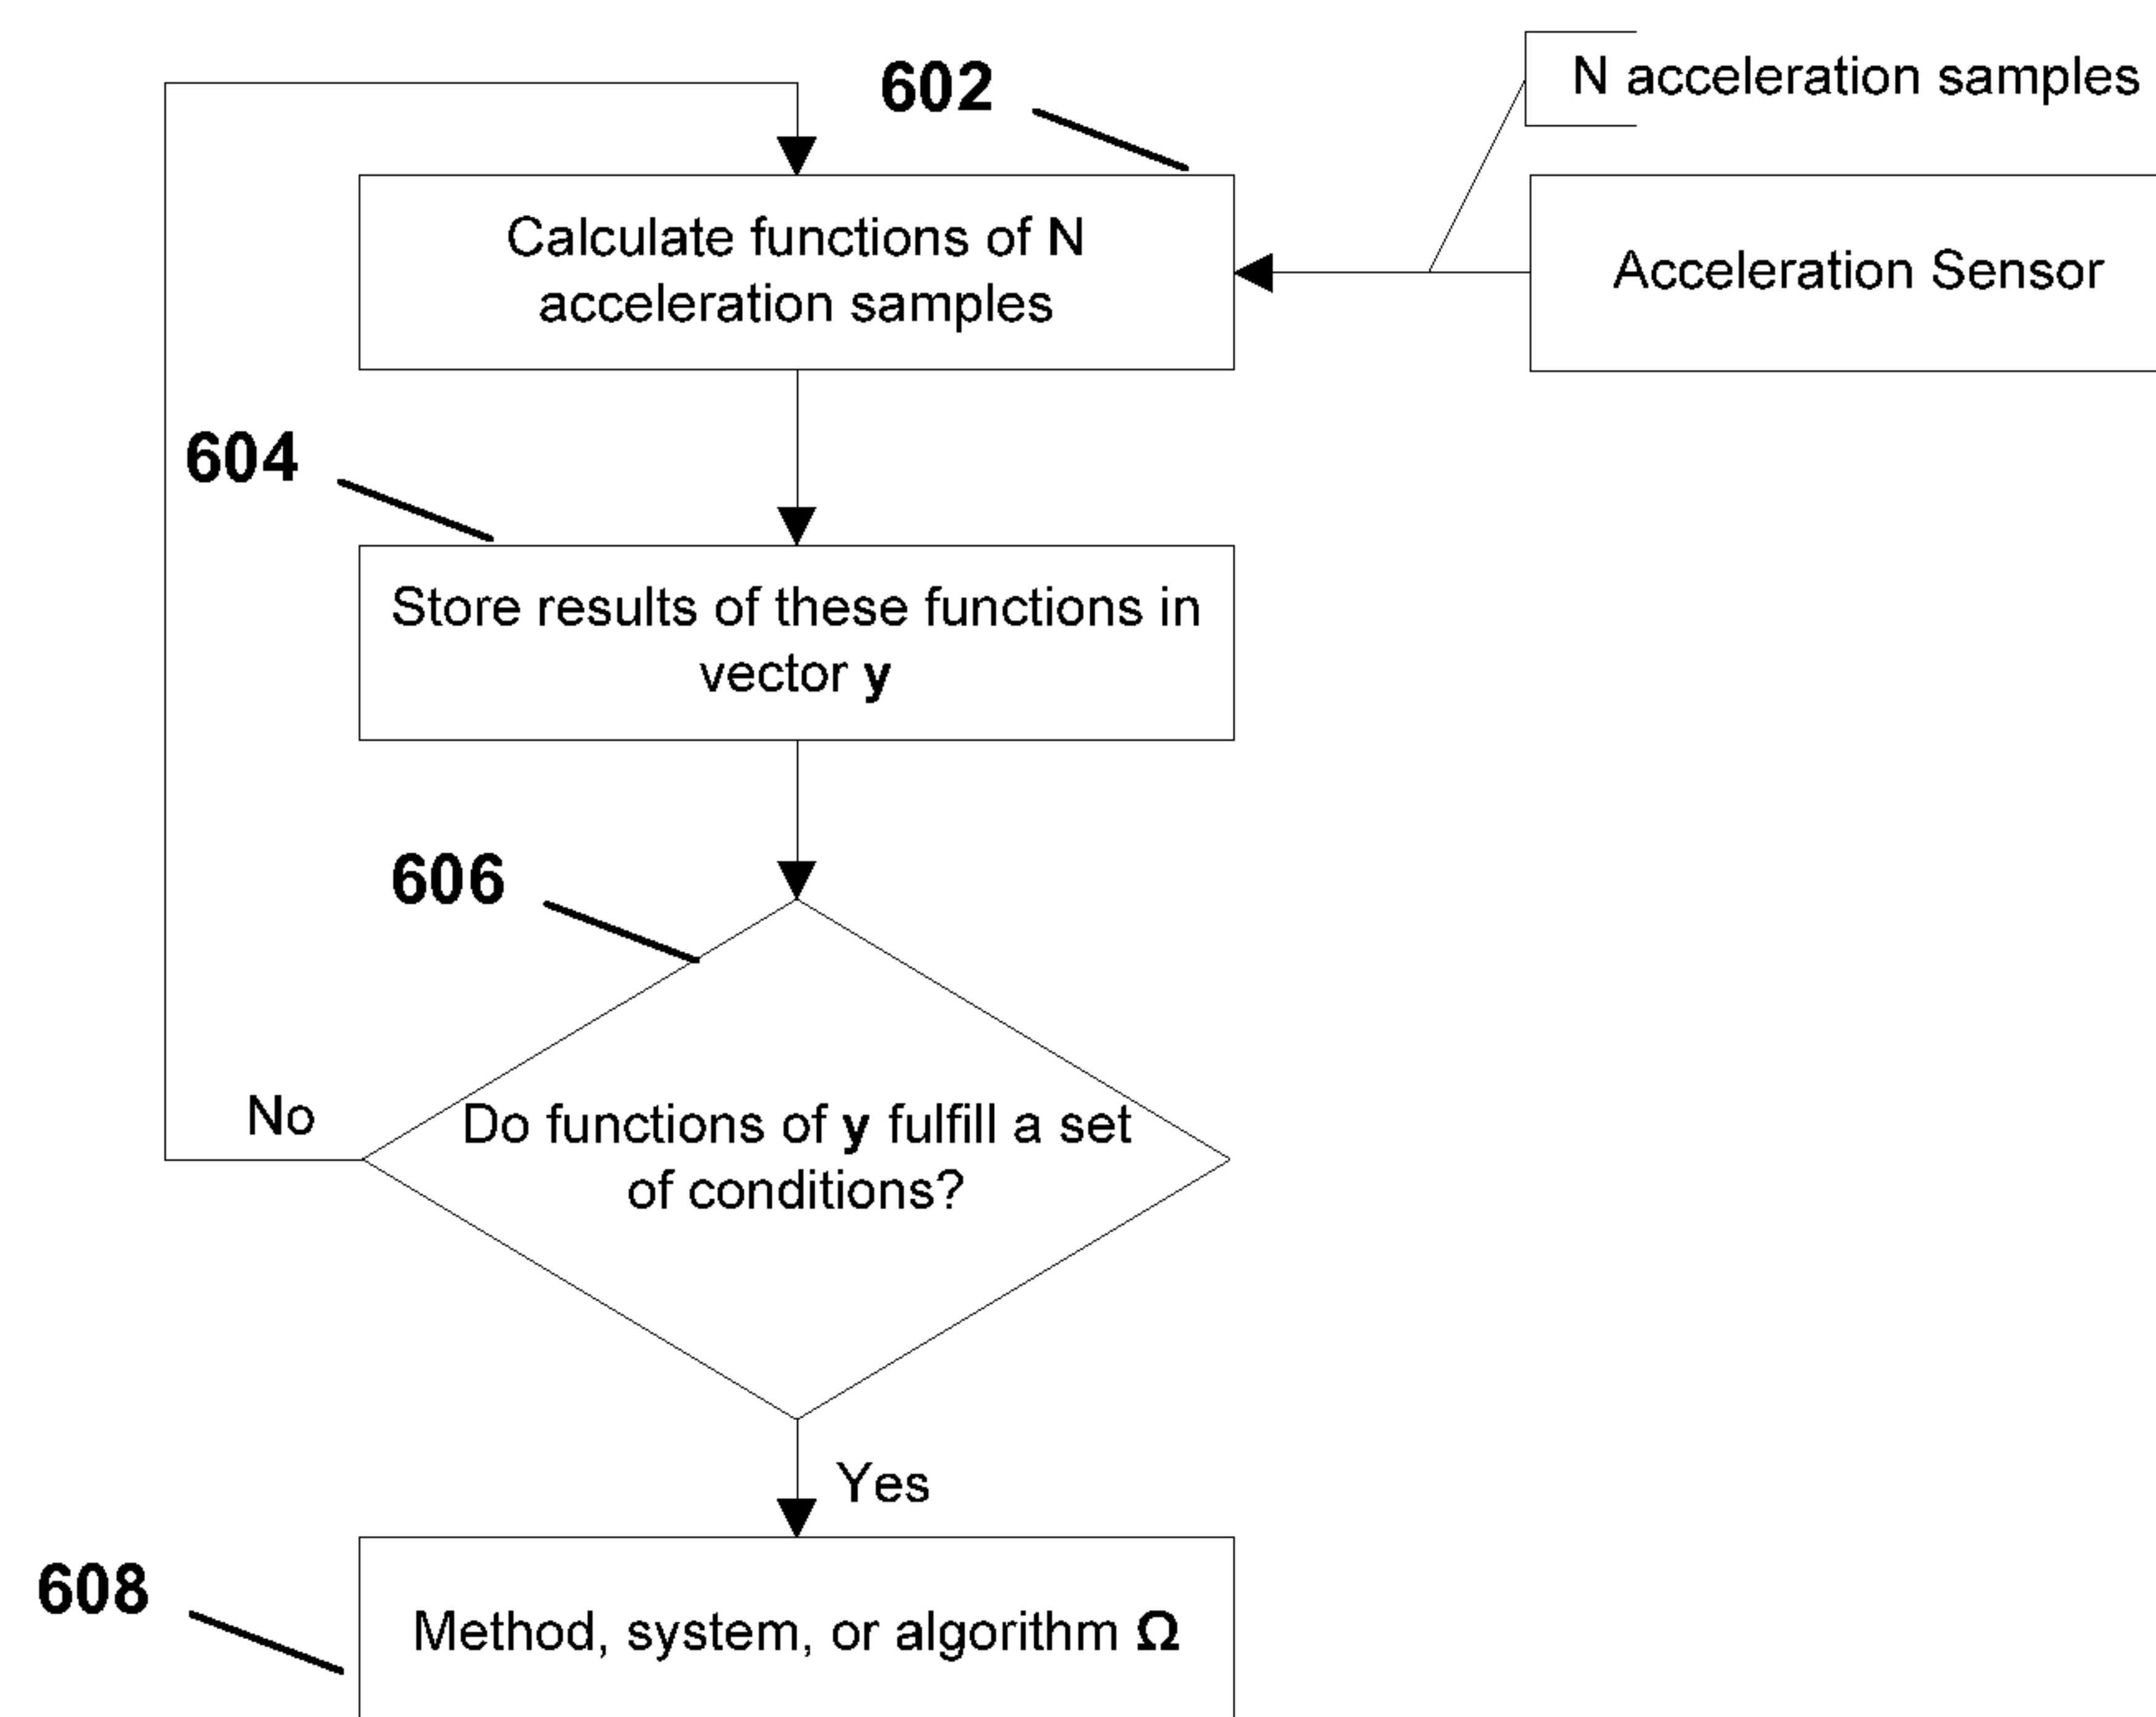 602
N acceleration samples
Calculate functions of N
acceleration samples
Acceleration Sensor
604
Store results of these functions in
vector y
606
No
Do functions of y fulfill a set
of conditions?
Yes
608
Method, system, or algorithm Ω